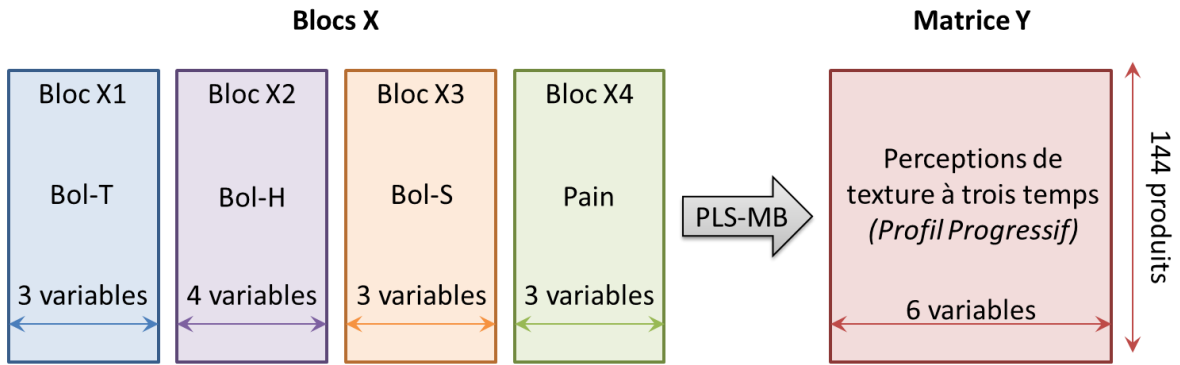 Blocs X
Matrice Y
Bloc X1
Bloc X2
Bloc X3
Bloc X4
Bol-T
Bol-H
Bol-S
Pain
3 variables
4 variables
3 variables
3 variables
PLS-MB
Perceptions de
texture à trois temps
(Profil Progressif)
6 variables
144 produits